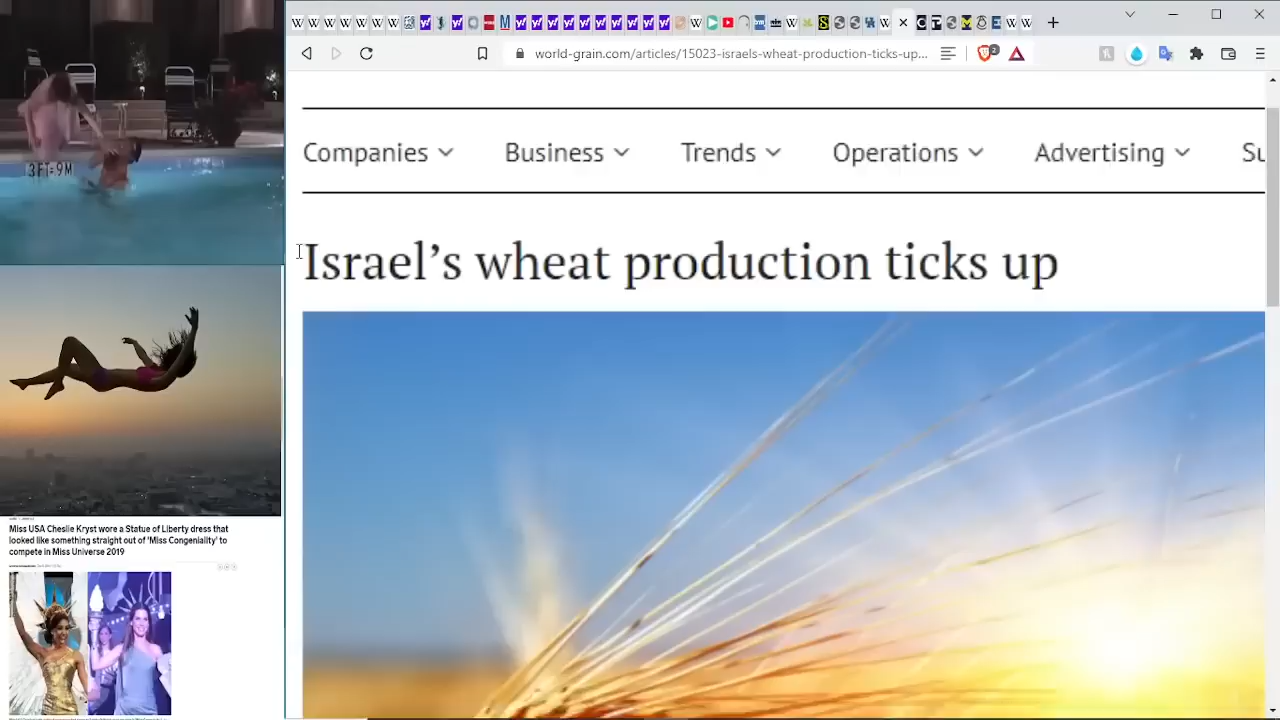 world-grain.com/articles/15023-israels-wheat-production-ticks-up...
2
Companies
Business
Trends
Operations
Advertising
Su
Israel’s wheat production ticks up
3FT=9M
Miss USA Cheslie Kryst wore a Statue of Liberty dress that
looked like something straight out of 'Miss Congeniality' to
compete in Miss Universe 2019